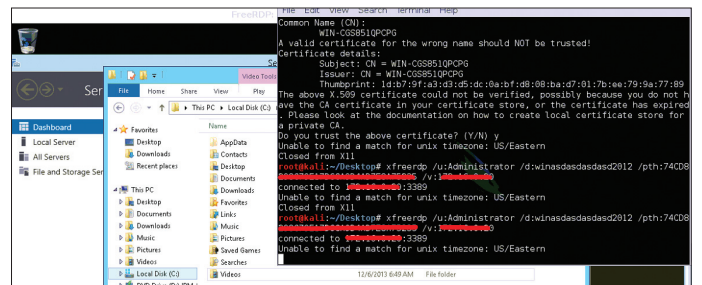 FreeRDP:
File Edit View Search Terminal Help
Common Name (CN):
WIN-CGS851QPCPG
A valid certificate for the wrong name should NOT be trusted!
Certificate details:
Subject: CN = WIN-CGS851QPCPG
Issuer: CN = WIN-CGS851QPCPG
Thumbprint: 1d:b7:9f:a3:d3:d5:dc:0a:bf:d8:08:ba:d7:01:7b:ee:79:9a:77:89
The above X.509 certificate could not be verified, possibly because you do not h
ave the CA certificate in your certificate store, or the certificate has expired
. Please look at the documentation on how to create local certificate store for
a private CA.
Do you trust the above certificate? (Y/N) y
Unable to find a match for unix timezone: US/Eastern
Closed from X11
root@kali:~/Desktop# xfreerdp /u:Administrator /d:winasdasdasdasd2012 /pth:74CD8
/v:
connected to :3389
Unable to find a match for unix timezone: US/Eastern
Closed from X11
root@kali:~/Desktop# xfreerdp /u:Administrator /d:winasdasdasdasd2012 /pth:74CD8
/v:
connected to :3389
Unable to find a match for unix timezone: US/Eastern
Se
Ser
Dashboard
Local Server
All Servers
File and Storage Ser
Video Tools
File Home Share View Play
This PC Local Disk (C:)
Favorites
Desktop
Downloads
Recent places
This PC
Desktop
Documents
Downloads
Music
Pictures
Videos
Local Disk (C:)
Name
AppData
Contacts
Desktop
Documents
Downloads
Favorites
Links
Music
Pictures
Saved Games
Searches
Videos 12/6/2013 6:49 AM File folder